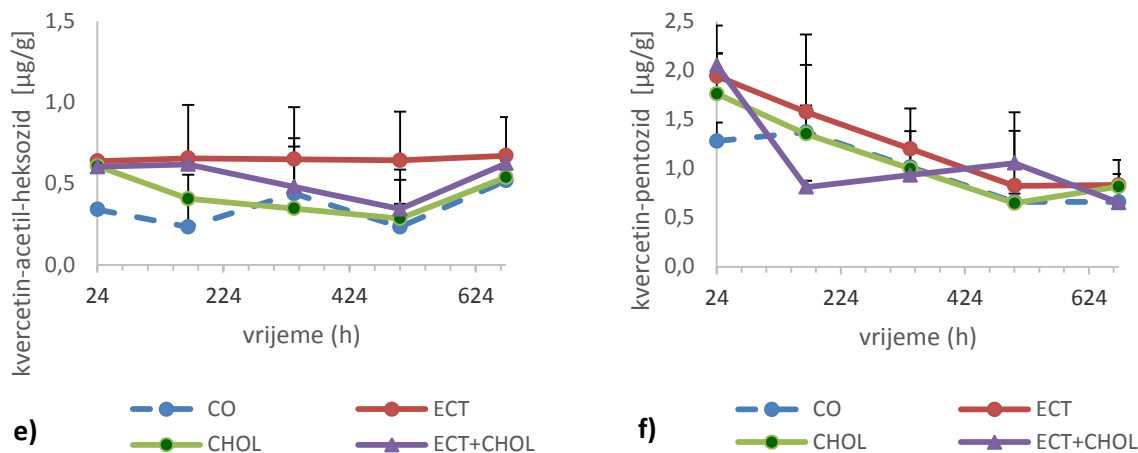 kvercetin-acetil-heksozid [µg/g]
1,5
1,0
0,5
0,0
24 224 424 624
vrijeme (h)
CO ECT
CHOL ECT+CHOL
e)
kvercetin-pentozid [µg/g]
2,5
2,0
1,5
1,0
0,5
0,0
24 224 424 624
vrijeme (h)
CO ECT
CHOL ECT+CHOL
f)